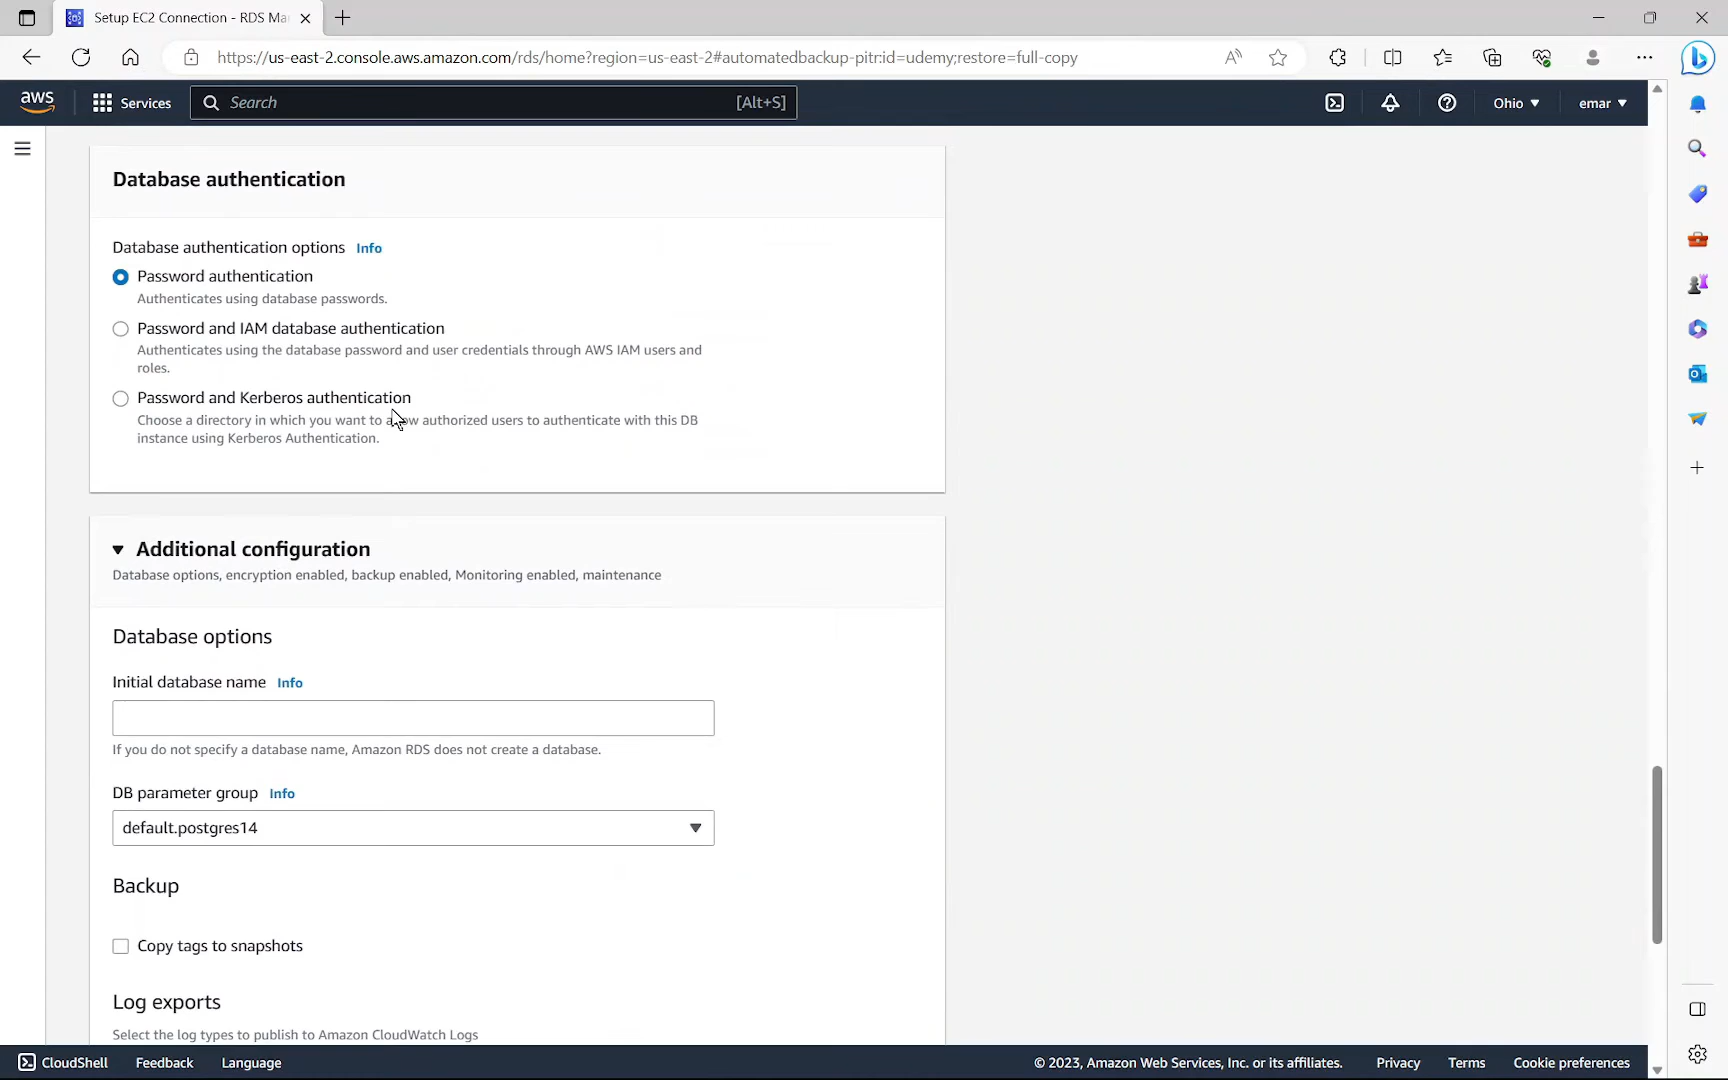 Setup EC2 Connection - RDS Ma
https://us-east-2.console.aws.amazon.com/rds/home?region=us-east-2#automatedbackup-pitr:id=udemy;restore=full-copy
aws
Services
Search
[Alt+S]
Ohio
emar
Database authentication
Database authentication options Info
Password authentication
Authenticates using database passwords.
Password and IAM database authentication
Authenticates using the database password and user credentials through AWS IAM users and
roles.
Password and Kerberos authentication
Choose a directory in which you want to allow authorized users to authenticate with this DB
instance using Kerberos Authentication.
Additional configuration
Database options, encryption enabled, backup enabled, Monitoring enabled, maintenance
Database options
Initial database name Info
If you do not specify a database name, Amazon RDS does not create a database.
DB parameter group Info
default.postgres14
Backup
Copy tags to snapshots
Log exports
Select the log types to publish to Amazon CloudWatch Logs
CloudShell
Feedback
Language
© 2023, Amazon Web Services, Inc. or its affiliates.
Privacy
Terms
Cookie preferences